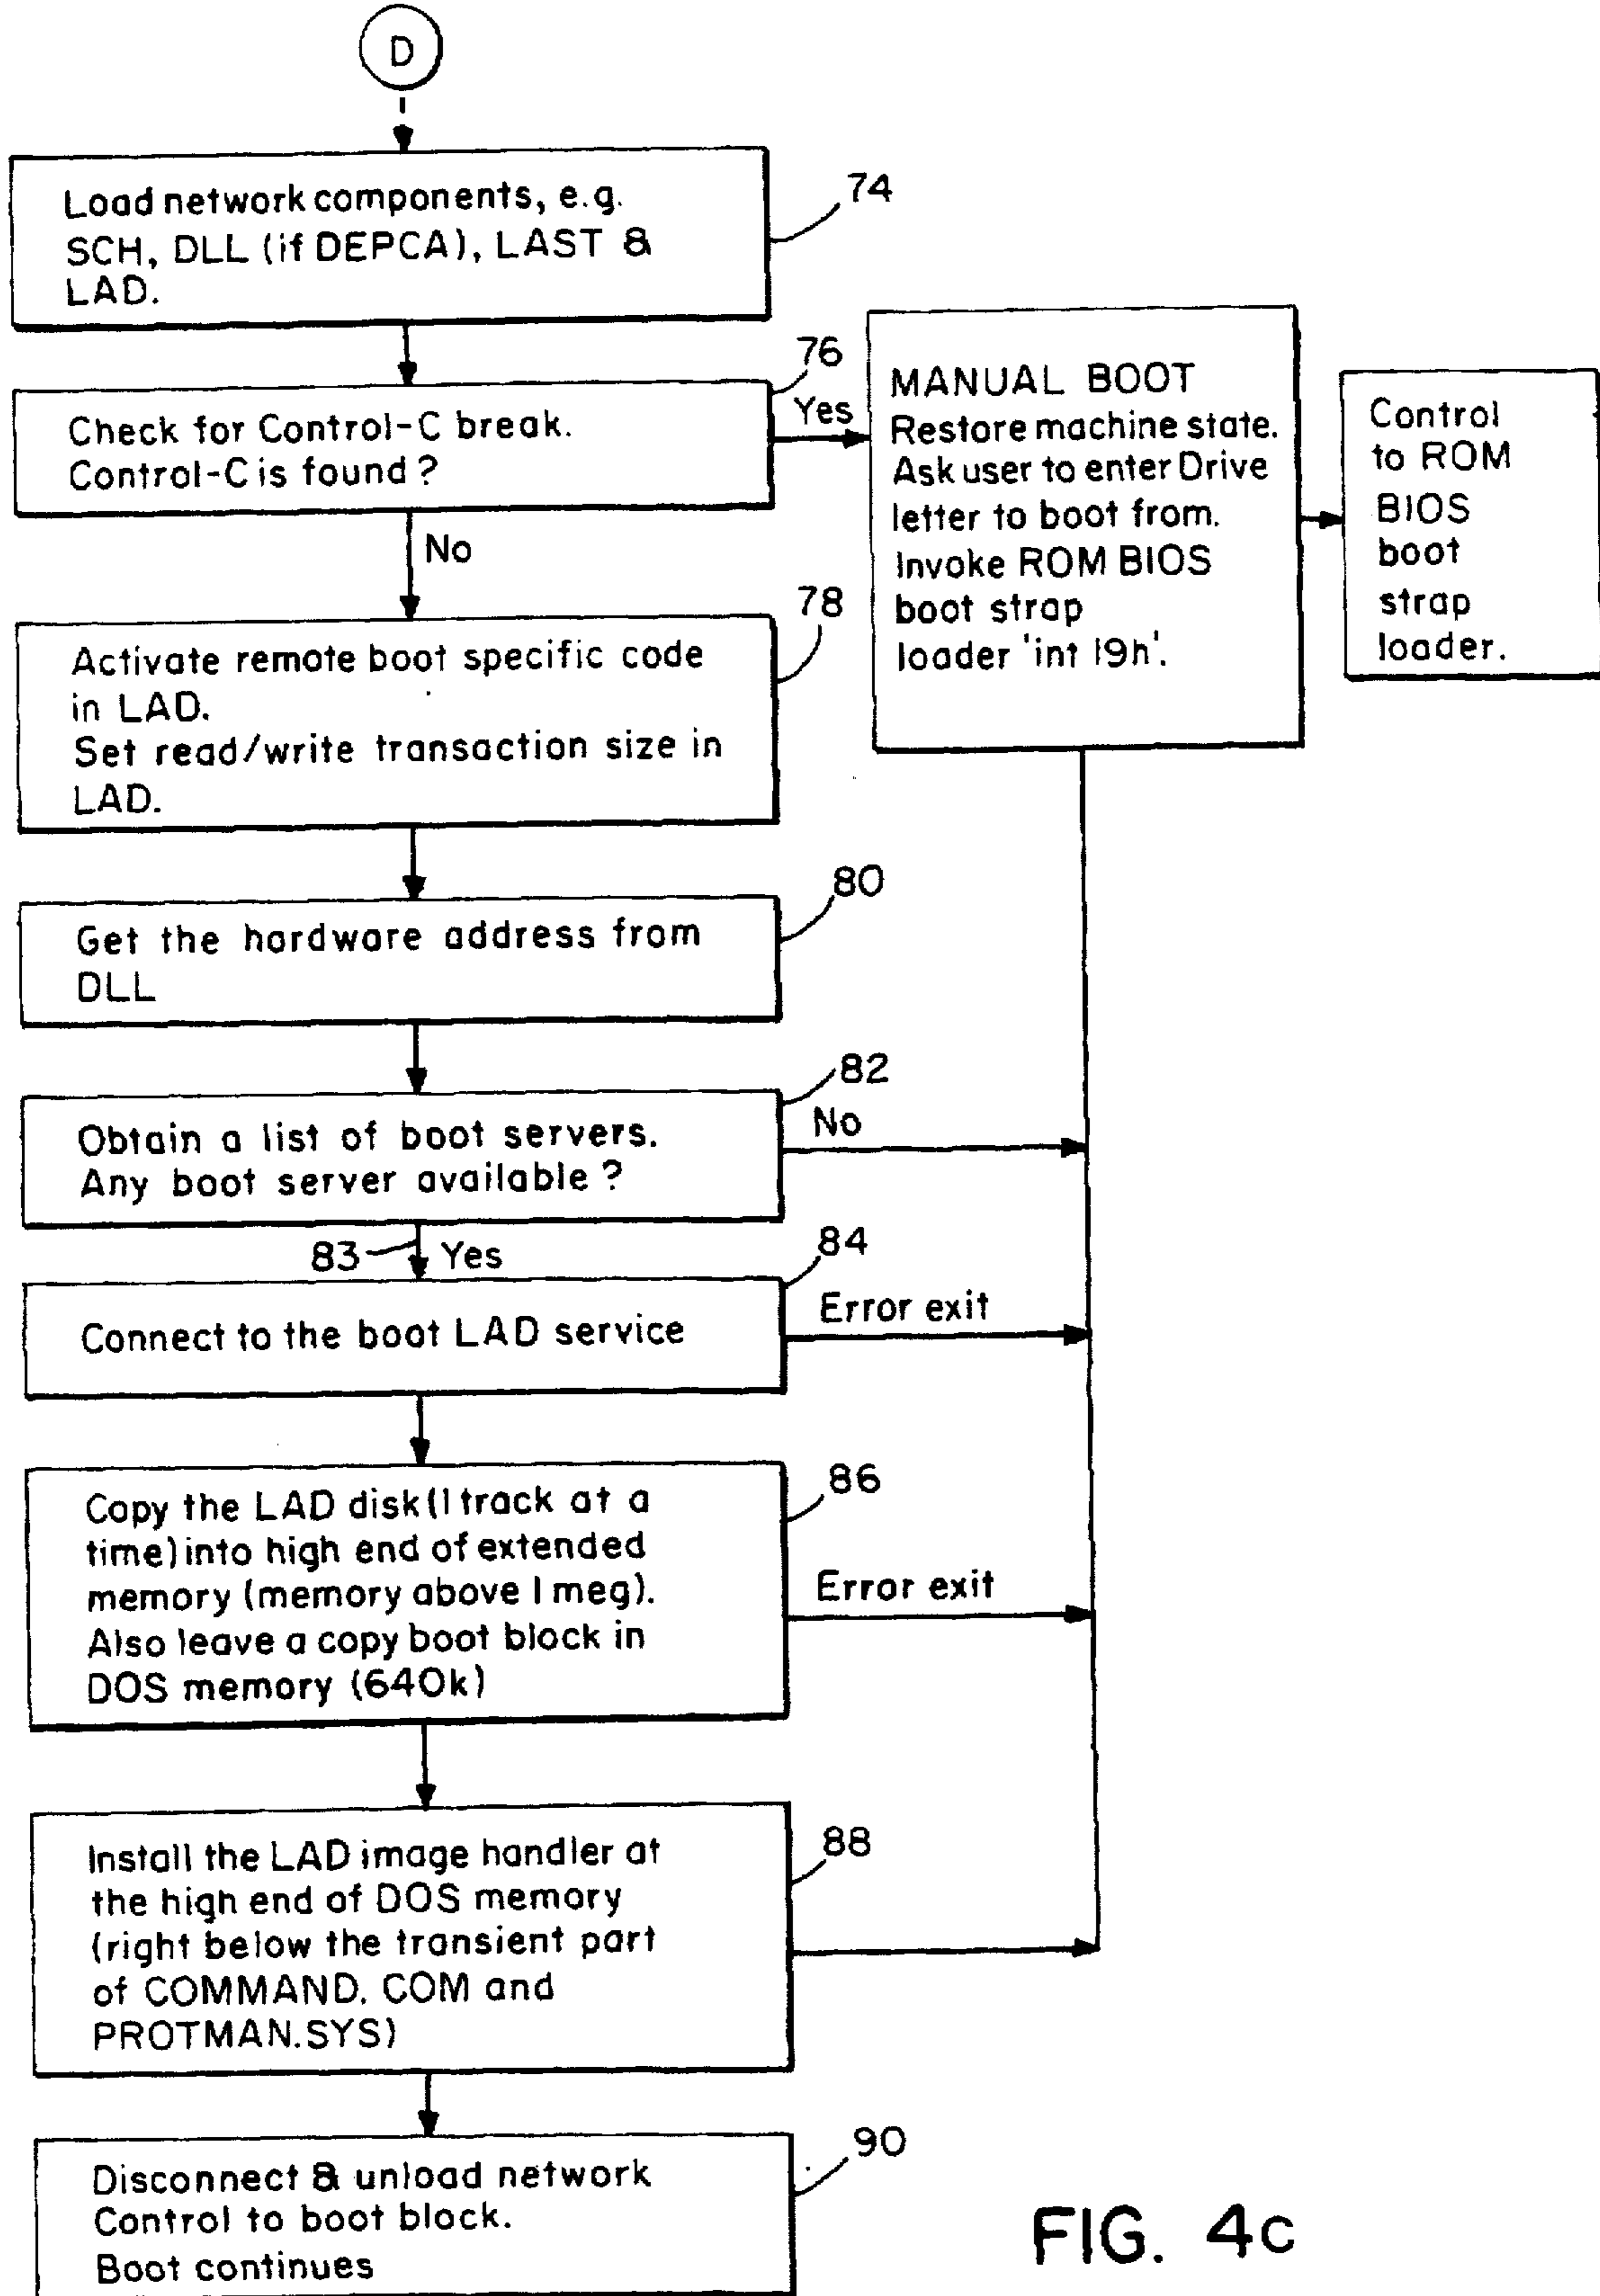 D
Load network components, e.g.
SCH, DLL (if DEPCA), LAST &
LAD.
74
Check for Control-C break.
Control-C is found?
76
Yes
No
MANUAL BOOT
Restore machine state.
Ask user to enter Drive
letter to boot from.
Invoke ROM BIOS
boot strap
loader 'int 19h'.
Control
to ROM
BIOS
boot
strap
loader.
Activate remote boot specific code
in LAD.
Set read/write transaction size in
LAD.
78
Get the hardware address from
DLL
80
Obtain a list of boot servers.
Any boot server available?
82
No
83
Yes
Connect to the boot LAD service
84
Error exit
Copy the LAD disk (1 track at a
time) into high end of extended
memory (memory above 1 meg).
Also leave a copy boot block in
DOS memory (640k)
86
Error exit
Install the LAD image handler at
the high end of DOS memory
(right below the transient part
of COMMAND. COM and
PROTMAN.SYS)
88
Disconnect & unload network
Control to boot block.
Boot continues
90
FIG. 4c